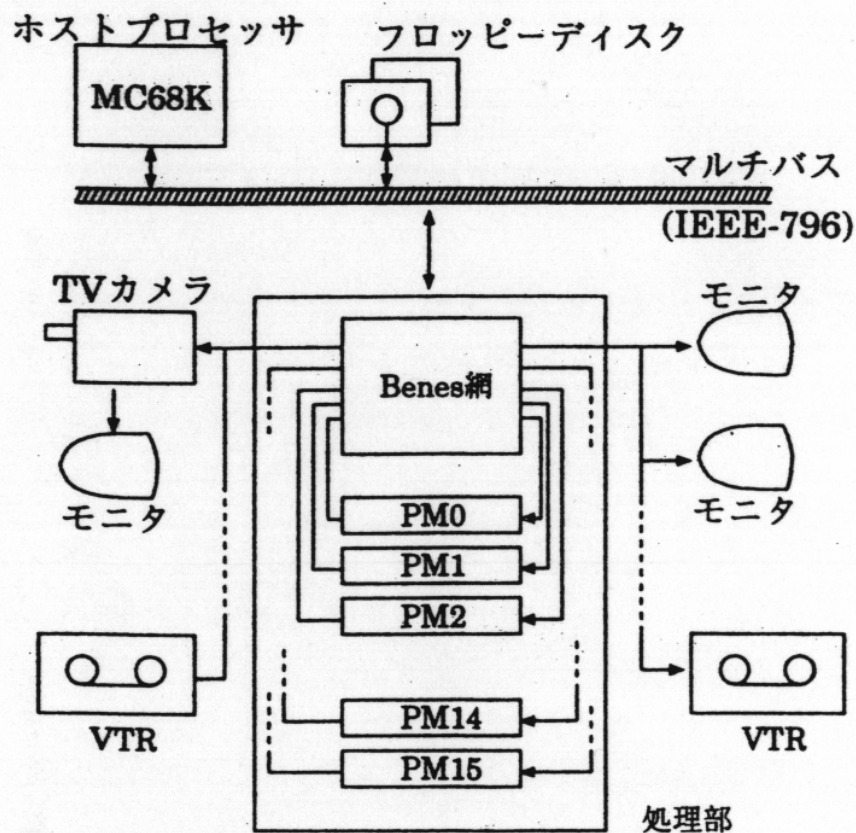 ホストプロセッサ
フロッピーディスク
MC68K
マルチバス
(IEEE-796)
TVカメラ
モニタ
Benes網
モニタ
モニタ
PM0
PM1
PM2
VTR
PM14
VTR
PM15
処理部